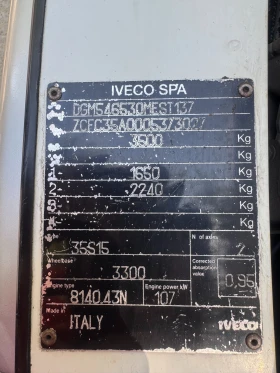 IVECO SPA
DGM546630MEST137
3500 Kg
Kg
1 1650 Kg
2 2240 Kg
3 Kg
Kg
35S15
N. of axles
2
Wheelbase
3300
Corrected absorption value
0,95
Engine type
8140.43N
Engine power kW
107
Made in
ITALY
IVECO